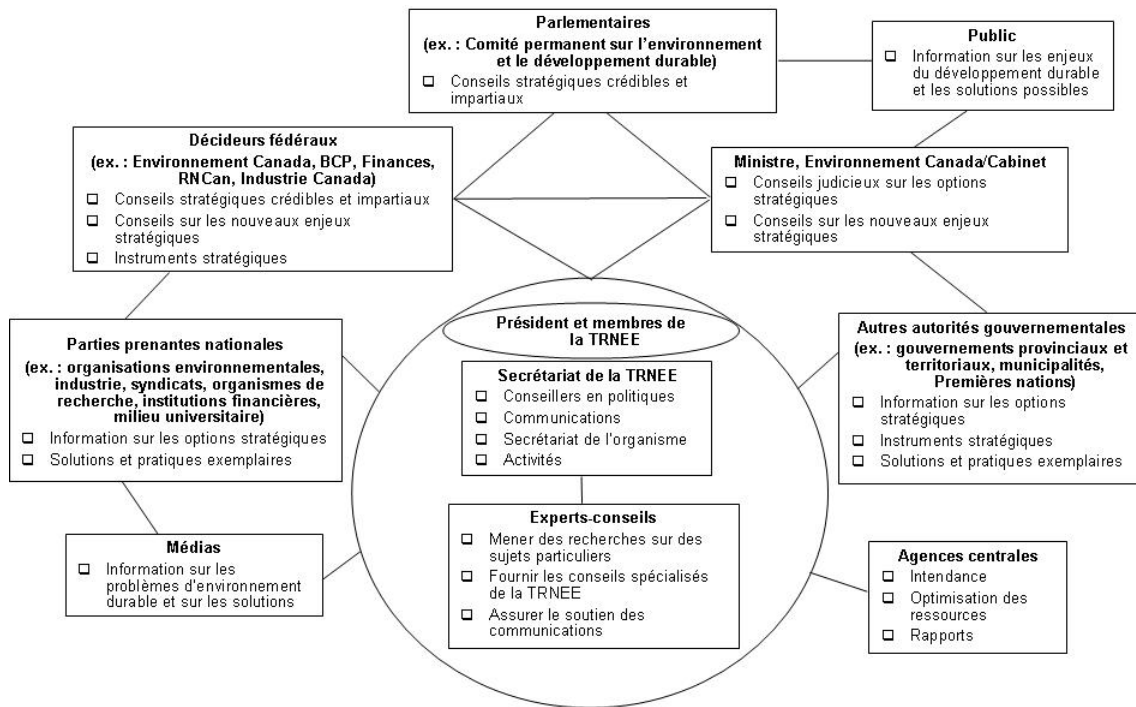 Parlementaires
(ex. : Comité permanent sur l'environnement
et le développement durable)
❑ Conseils stratégiques crédibles et
impartiaux
Public
❑ Information sur les enjeux
du développement durable
et les solutions possibles
Décideurs fédéraux
(ex. : Environnement Canada, BCP, Finances,
RNCan, Industrie Canada)
❑ Conseils stratégiques crédibles et impartiaux
❑ Conseils sur les nouveaux enjeux
stratégiques
❑ Instruments stratégiques
Ministre, Environnement Canada/Cabinet
❑ Conseils judicieux sur les options
stratégiques
❑ Conseils sur les nouveaux enjeux
stratégiques
Parties prenantes nationales
(ex. : organisations environnementales,
industrie, syndicats, organismes de
recherche, institutions financières,
milieu universitaire)
❑ Information sur les options stratégiques
❑ Solutions et pratiques exemplaires
Président et membres de
la TRNEE
Secrétariat de la TRNEE
❑ Conseillers en politiques
❑ Communications
❑ Secrétariat de l'organisme
❑ Activités
Autres autorités gouvernementales
(ex. : gouvernements provinciaux et
territoriaux, municipalités,
Premières nations)
❑ Information sur les options
stratégiques
❑ Instruments stratégiques
❑ Solutions et pratiques exemplaires
Médias
❑ Information sur les
problèmes d'environnement
durable et sur les solutions
Experts-conseils
❑ Mener des recherches sur des
sujets particuliers
❑ Fournir les conseils spécialisés
de la TRNEE
❑ Assurer le soutien des
communications
Agences centrales
❑ Intendance
❑ Optimisation des
ressources
❑ Rapports